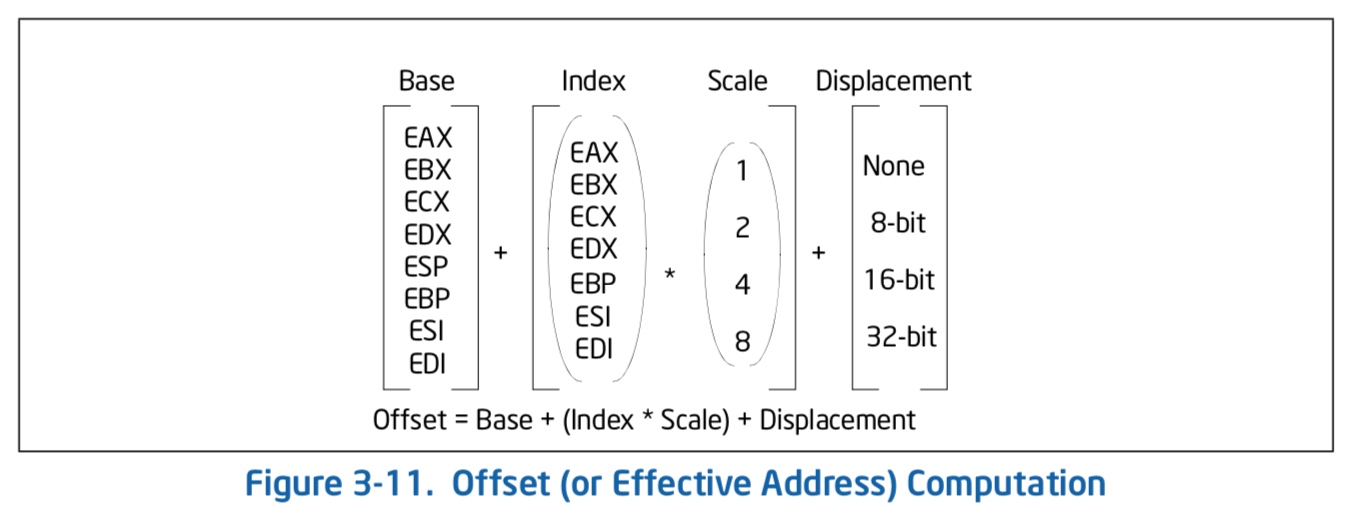 Base Index Scale Displacement
EAX
EBX
ECX
EDX
ESP
EBP
ESI
EDI
+
EAX
EBX
ECX
EDX
EBP
ESI
EDI
*
1
2
4
8
+
None
8-bit
16-bit
32-bit
Offset = Base + (Index * Scale) + Displacement
Figure 3-11. Offset (or Effective Address) Computation